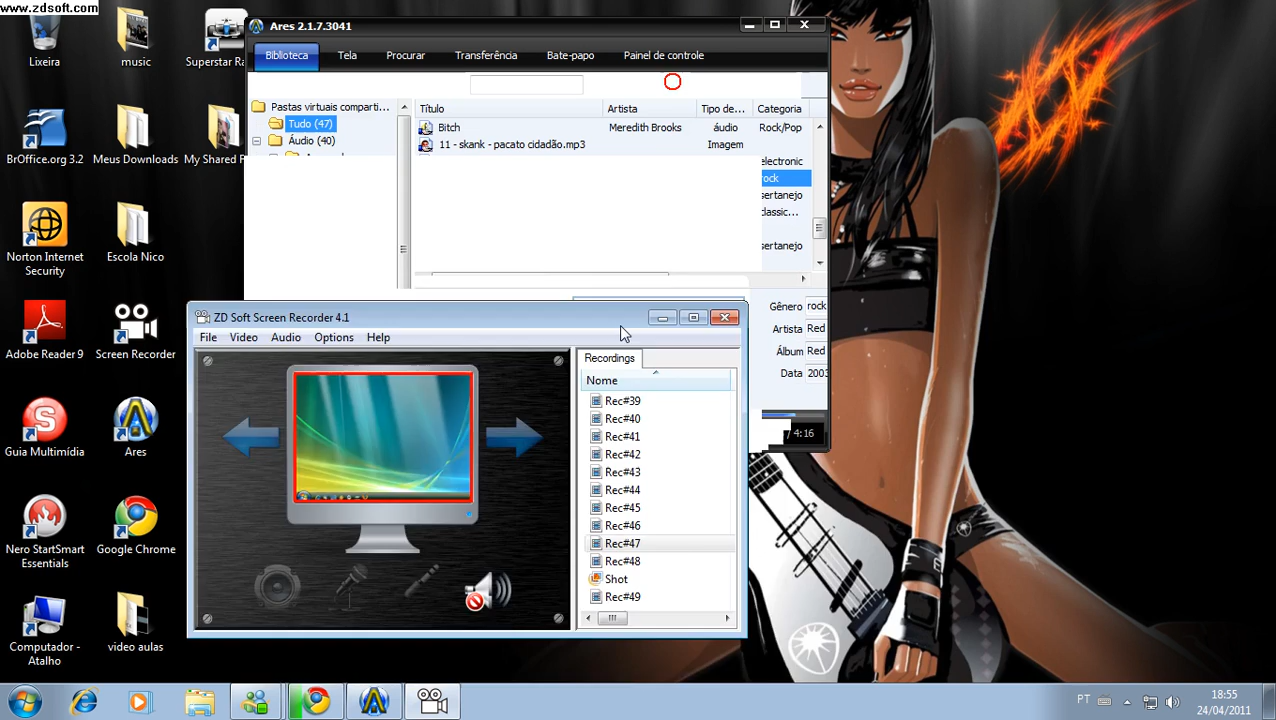 www.zdsoft.com
Lixeira
music
Superstar Ra
BrOffice.org 3.2
Meus Downloads
My Shared F
Norton Internet
Security
Escola Nico
Adobe Reader 9
Screen Recorder
Guia Multimídia
Ares
Nero StartSmart
Essentials
Google Chrome
Computador -
Atalho
video aulas
Ares 2.1.7.3041
Biblioteca Tela Procurar Transferência Bate-papo Painel de controle
Pastas virtuais comparti...
Tudo (47)
Áudio (40)
Título Artista Tipo de... Categoria
Bitch Meredith Brooks áudio Rock/Pop
11 - skank - pacato cidadão.mp3 Imagem
electronic
rock
sertanejo
classic...
sertanejo
Gênero rock
Artista Red
Álbum Red
Data 2003
/ 4:16
ZD Soft Screen Recorder 4.1
File Video Audio Options Help
Recordings
Nome
Rec#39
Rec#40
Rec#41
Rec#42
Rec#43
Rec#44
Rec#45
Rec#46
Rec#47
Rec#48
Shot
Rec#49
PT
18:55
24/04/2011